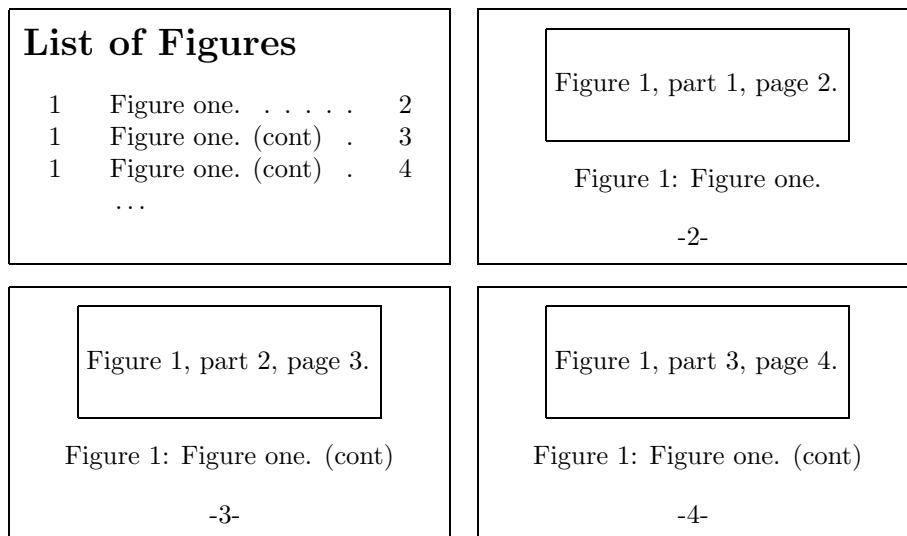 List of Figures
1 Figure one. . . . . . 2
1 Figure one. (cont) . 3
1 Figure one. (cont) . 4
...
Figure 1, part 1, page 2.
Figure 1: Figure one.
-2-
Figure 1, part 2, page 3.
Figure 1: Figure one. (cont)
-3-
Figure 1, part 3, page 4.
Figure 1: Figure one. (cont)
-4-